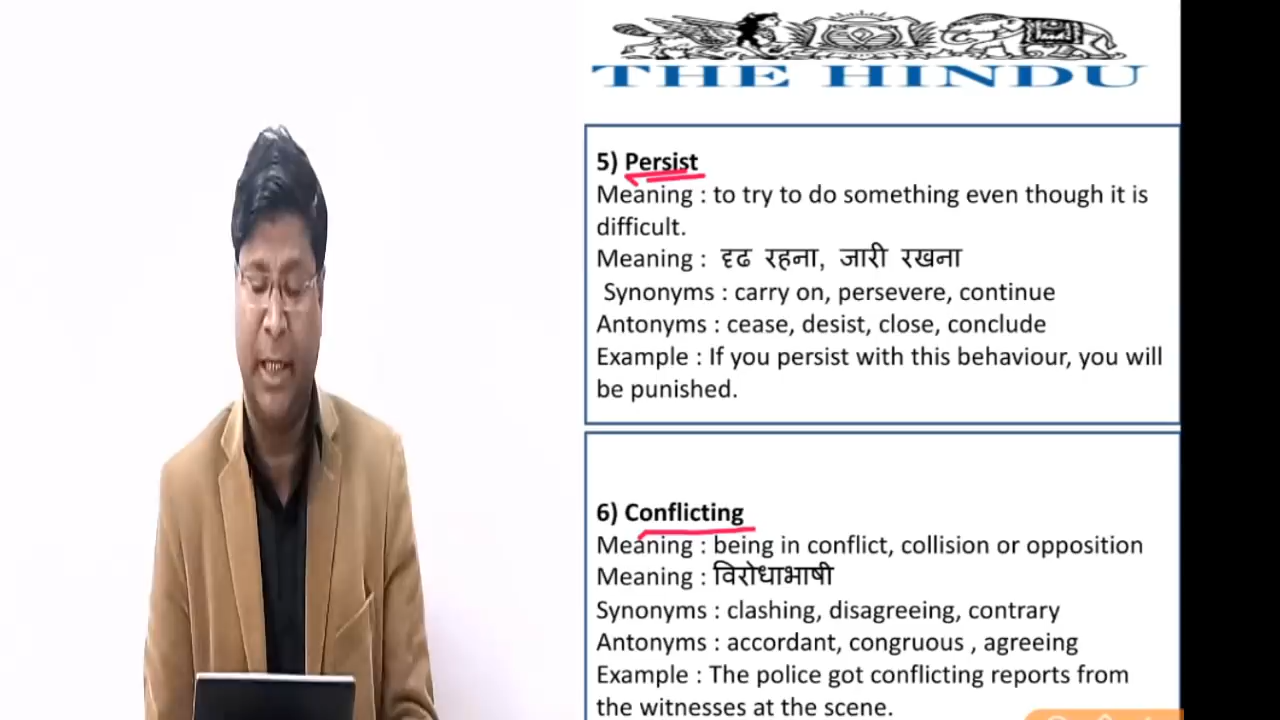 THE HINDU
5) Persist
Meaning : to try to do something even though it is
difficult.
Meaning : दृढ रहना, जारी रखना
Synonyms : carry on, persevere, continue
Antonyms : cease, desist, close, conclude
Example : If you persist with this behaviour, you will
be punished.
6) Conflicting
Meaning : being in conflict, collision or opposition
Meaning : विरोधाभाषी
Synonyms : clashing, disagreeing, contrary
Antonyms : accordant, congruous , agreeing
Example : The police got conflicting reports from
the witnesses at the scene.